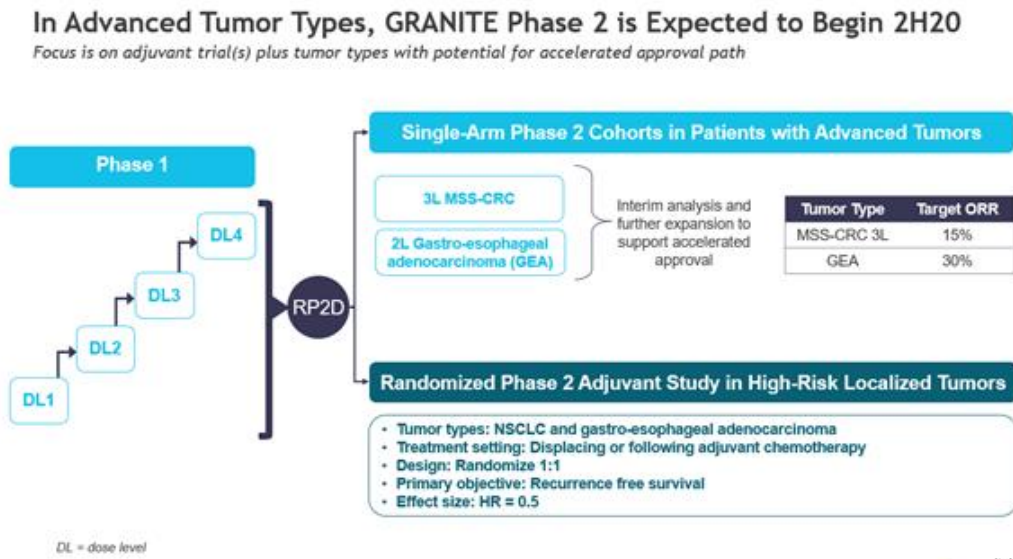 In Advanced Tumor Types, GRANITE Phase 2 is Expected to Begin 2H20
Focus is on adjuvant trial(s) plus tumor types with potential for accelerated approval path
Phase 1
DL1
DL2
DL3
DL4
RP2D
Single-Arm Phase 2 Cohorts in Patients with Advanced Tumors
3L MSS-CRC
2L Gastro-esophageal
adenocarcinoma (GEA)
Interim analysis and
further expansion to
support accelerated
approval
Tumor Type Target ORR
MSS-CRC 3L 15%
GEA 30%
Randomized Phase 2 Adjuvant Study in High-Risk Localized Tumors
• Tumor types: NSCLC and gastro-esophageal adenocarcinoma
• Treatment setting: Displacing or following adjuvant chemotherapy
• Design: Randomize 1:1
• Primary objective: Recurrence free survival
• Effect size: HR = 0.5
DL = dose level